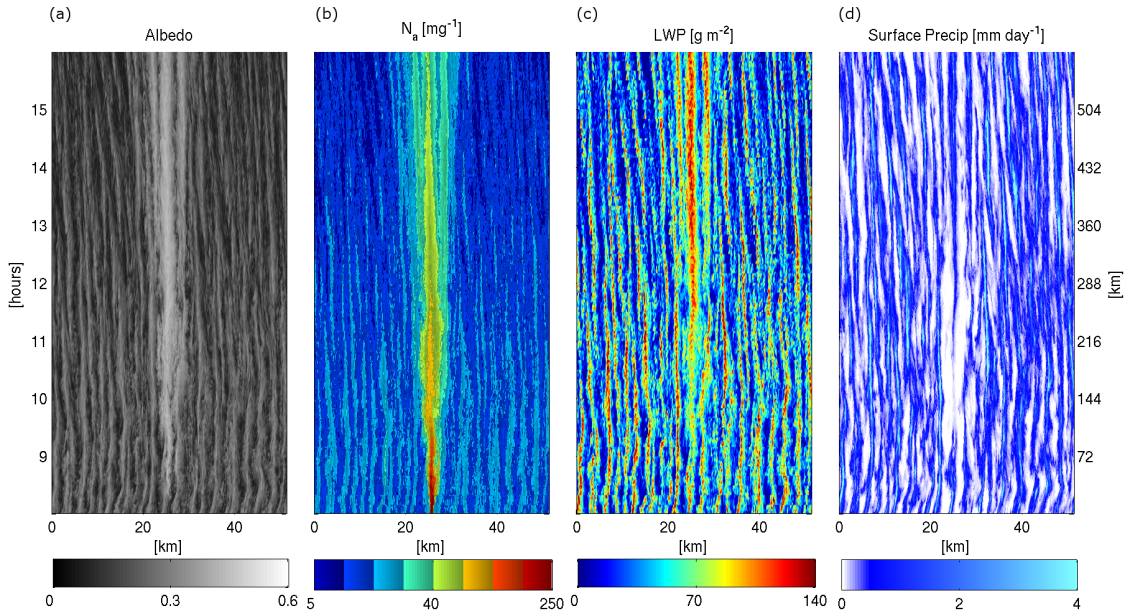 (a) (b) (c) (d)
Albedo Nₐ [mg⁻¹] LWP [g m⁻²] Surface Precip [mm day⁻¹]
15 504
14 432
13 360
12 288
[hours] [km]
11 216
10 144
9 72
0 20 40 0 20 40 0 20 40 0 20 40
[km] [km] [km] [km]
0 0.3 0.6 5 40 250 0 70 140 0 2 4